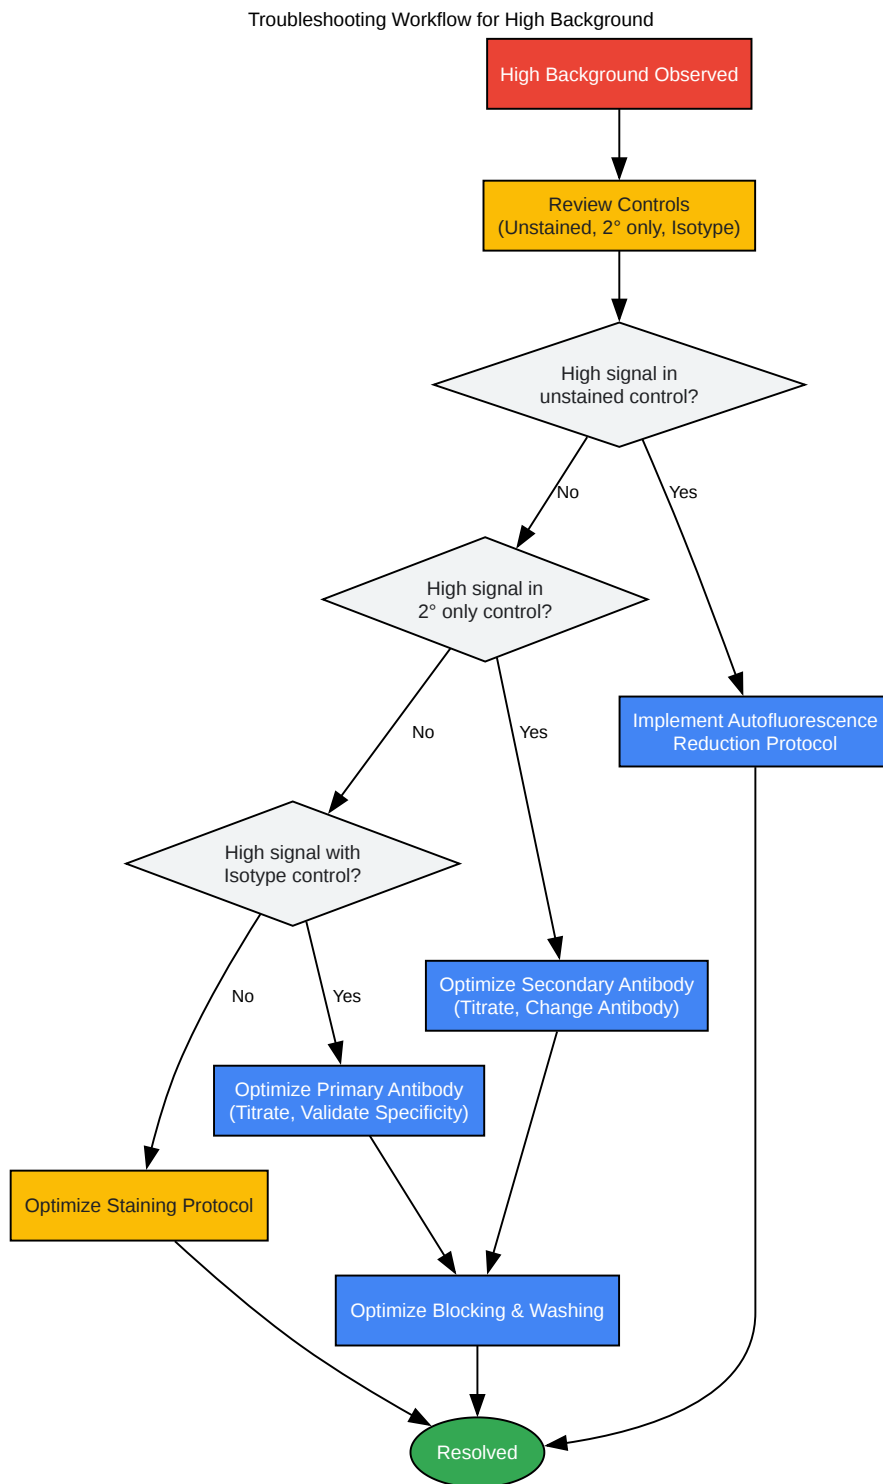 Troubleshooting Workflow for High Background
High Background Observed
Review Controls
(Unstained, 2° only, Isotype)
High signal in
unstained control?
No
Yes
High signal in
2° only control?
No
Yes
Implement Autofluorescence
Reduction Protocol
High signal with
Isotype control?
No
Yes
Optimize Secondary Antibody
(Titrate, Change Antibody)
Optimize Primary Antibody
(Titrate, Validate Specificity)
Optimize Staining Protocol
Optimize Blocking & Washing
Resolved